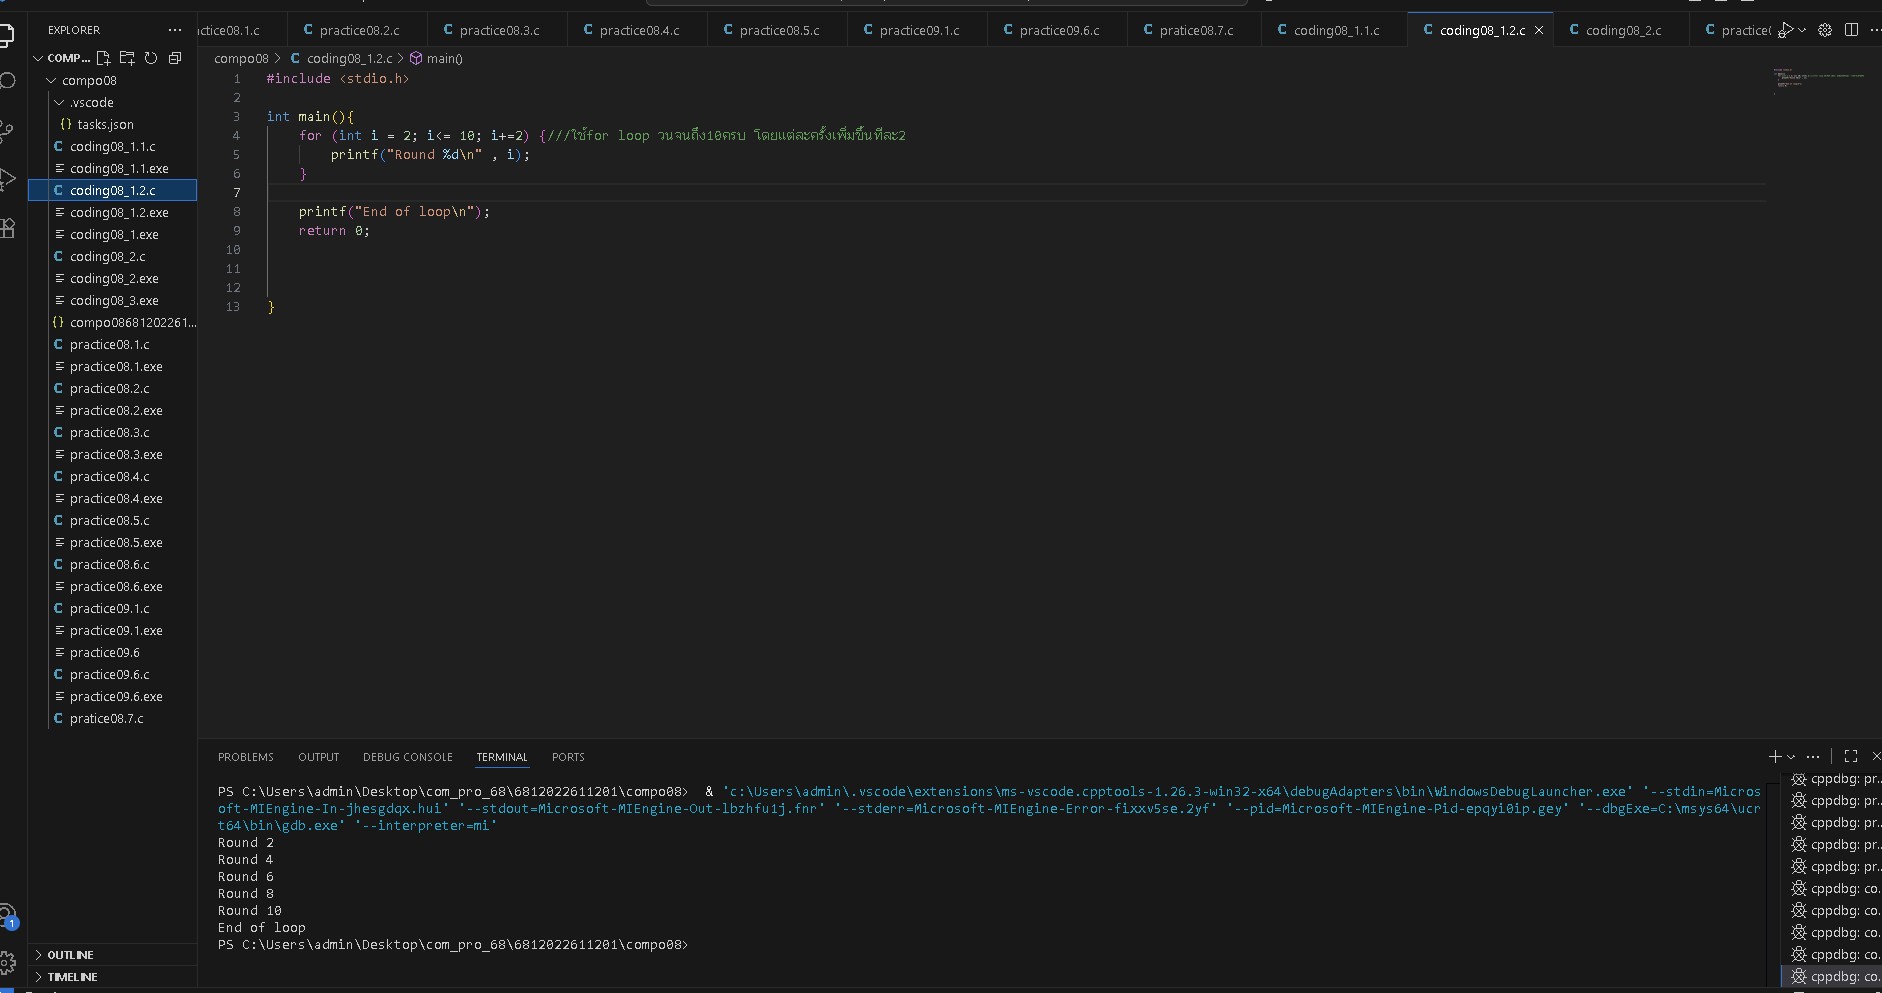 EXPLORER
COMP...
compo08
.vscode
tasks.json
coding08_1.1.c
coding08_1.1.exe
coding08_1.2.c
coding08_1.2.exe
coding08_1.exe
coding08_2.c
coding08_2.exe
coding08_3.exe
compo08681202261...
practice08.1.c
practice08.1.exe
practice08.2.c
practice08.2.exe
practice08.3.c
practice08.3.exe
practice08.4.c
practice08.4.exe
practice08.5.c
practice08.5.exe
practice08.6.c
practice08.6.exe
practice09.1.c
practice09.1.exe
practice09.6
practice09.6.c
practice09.6.exe
pratice08.7.c
OUTLINE
TIMELINE
1
ctice08.1.c C practice08.2.c C practice08.3.c C practice08.4.c C practice08.5.c C practice09.1.c C practice09.6.c C pratice08.7.c C coding08_1.1.c C coding08_1.2.c C coding08_2.c C practice
compo08 > C coding08_1.2.c > main()
1 #include <stdio.h>
2
3 int main(){
4 for (int i = 2; i<= 10; i+=2) {///ใช้for loop วนจนถึง10ครบ โดยแต่ละครั้งเพิ่มขึ้นทีละ2
5 printf("Round %d\n" , i);
6 }
7
8 printf("End of loop\n");
9 return 0;
10
11
12
13 }
PROBLEMS OUTPUT DEBUG CONSOLE TERMINAL PORTS
PS C:\Users\admin\Desktop\com_pro_68\6812022611201\compo08> & 'c:\Users\admin\.vscode\extensions\ms-vscode.cpptools-1.26.3-win32-x64\debugAdapters\bin\WindowsDebugLauncher.exe' '--stdin=Micros
oft-MIEngine-In-jhesgdqx.hui' '--stdout=Microsoft-MIEngine-Out-lbzhfu1j.fnr' '--stderr=Microsoft-MIEngine-Error-fixxv5se.2yf' '--pid=Microsoft-MIEngine-Pid-epqyi0ip.gey' '--dbgExe=C:\msys64\ucr
t64\bin\gdb.exe' '--interpreter=mi'
Round 2
Round 4
Round 6
Round 8
Round 10
End of loop
PS C:\Users\admin\Desktop\com_pro_68\6812022611201\compo08>
cppdbg: pr...
cppdbg: pr...
cppdbg: pr...
cppdbg: pr...
cppdbg: pr...
cppdbg: co...
cppdbg: co...
cppdbg: co...
cppdbg: co...
cppdbg: co...